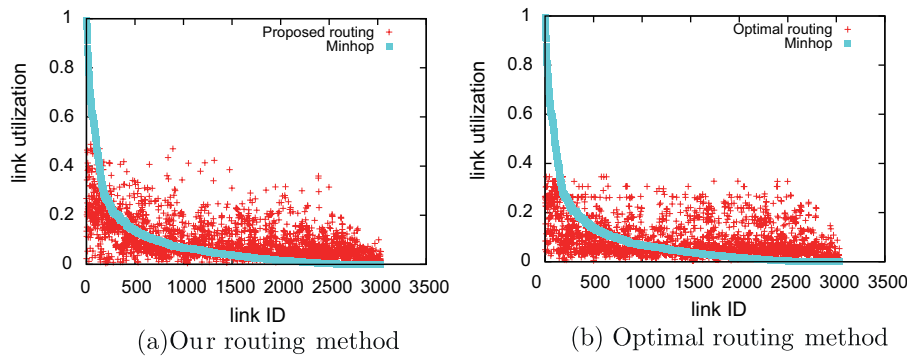 Proposed routing
Minhop
1
0.8
0.6
0.4
0.2
0
link utilization
0 500 1000 1500 2000 2500 3000 3500
link ID
(a)Our routing method
Optimal routing
Minhop
1
0.8
0.6
0.4
0.2
0
link utilization
0 500 1000 1500 2000 2500 3000 3500
link ID
(b) Optimal routing method